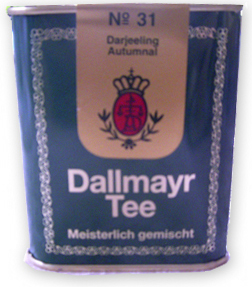 Nº 31
Darjeeling
Autumnal
Dallmayr
Tee
Meisterlich gemischt